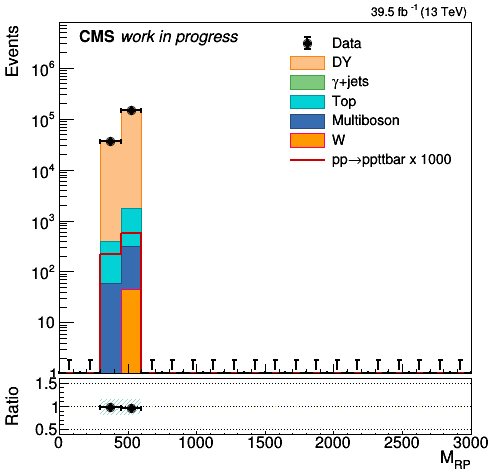 39.5 fb⁻¹ (13 TeV)
CMS work in progress
Events
Data
DY
γ+jets
Top
Multiboson
W
pp→ppttbar x 1000
10⁶
10⁵
10⁴
10³
10²
10
1
Ratio
1.5
1
0.5
0 500 1000 1500 2000 2500 3000
M_RP